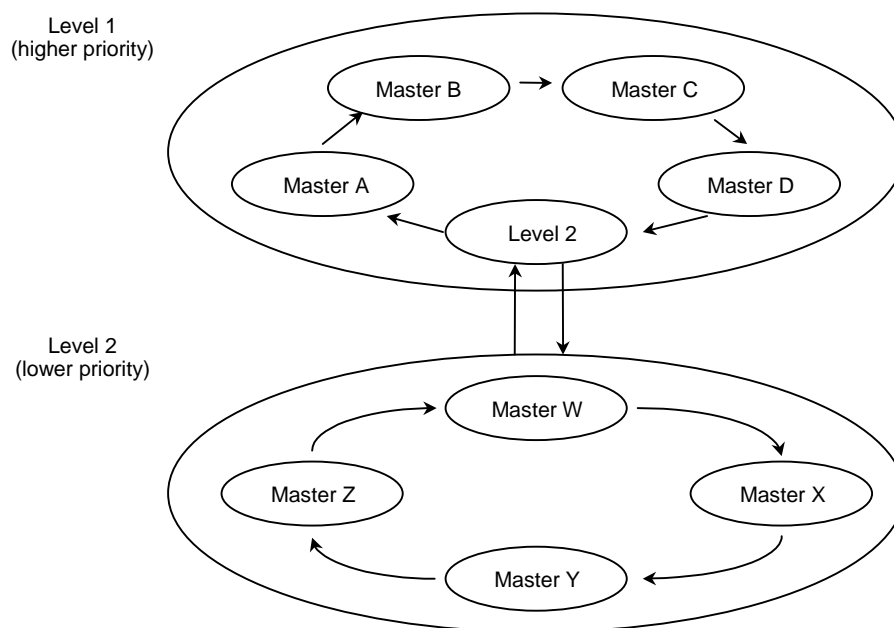 Level 1
(higher priority)
Master B
Master C
Master A
Master D
Level 2
Level 2
(lower priority)
Master W
Master Z
Master X
Master Y